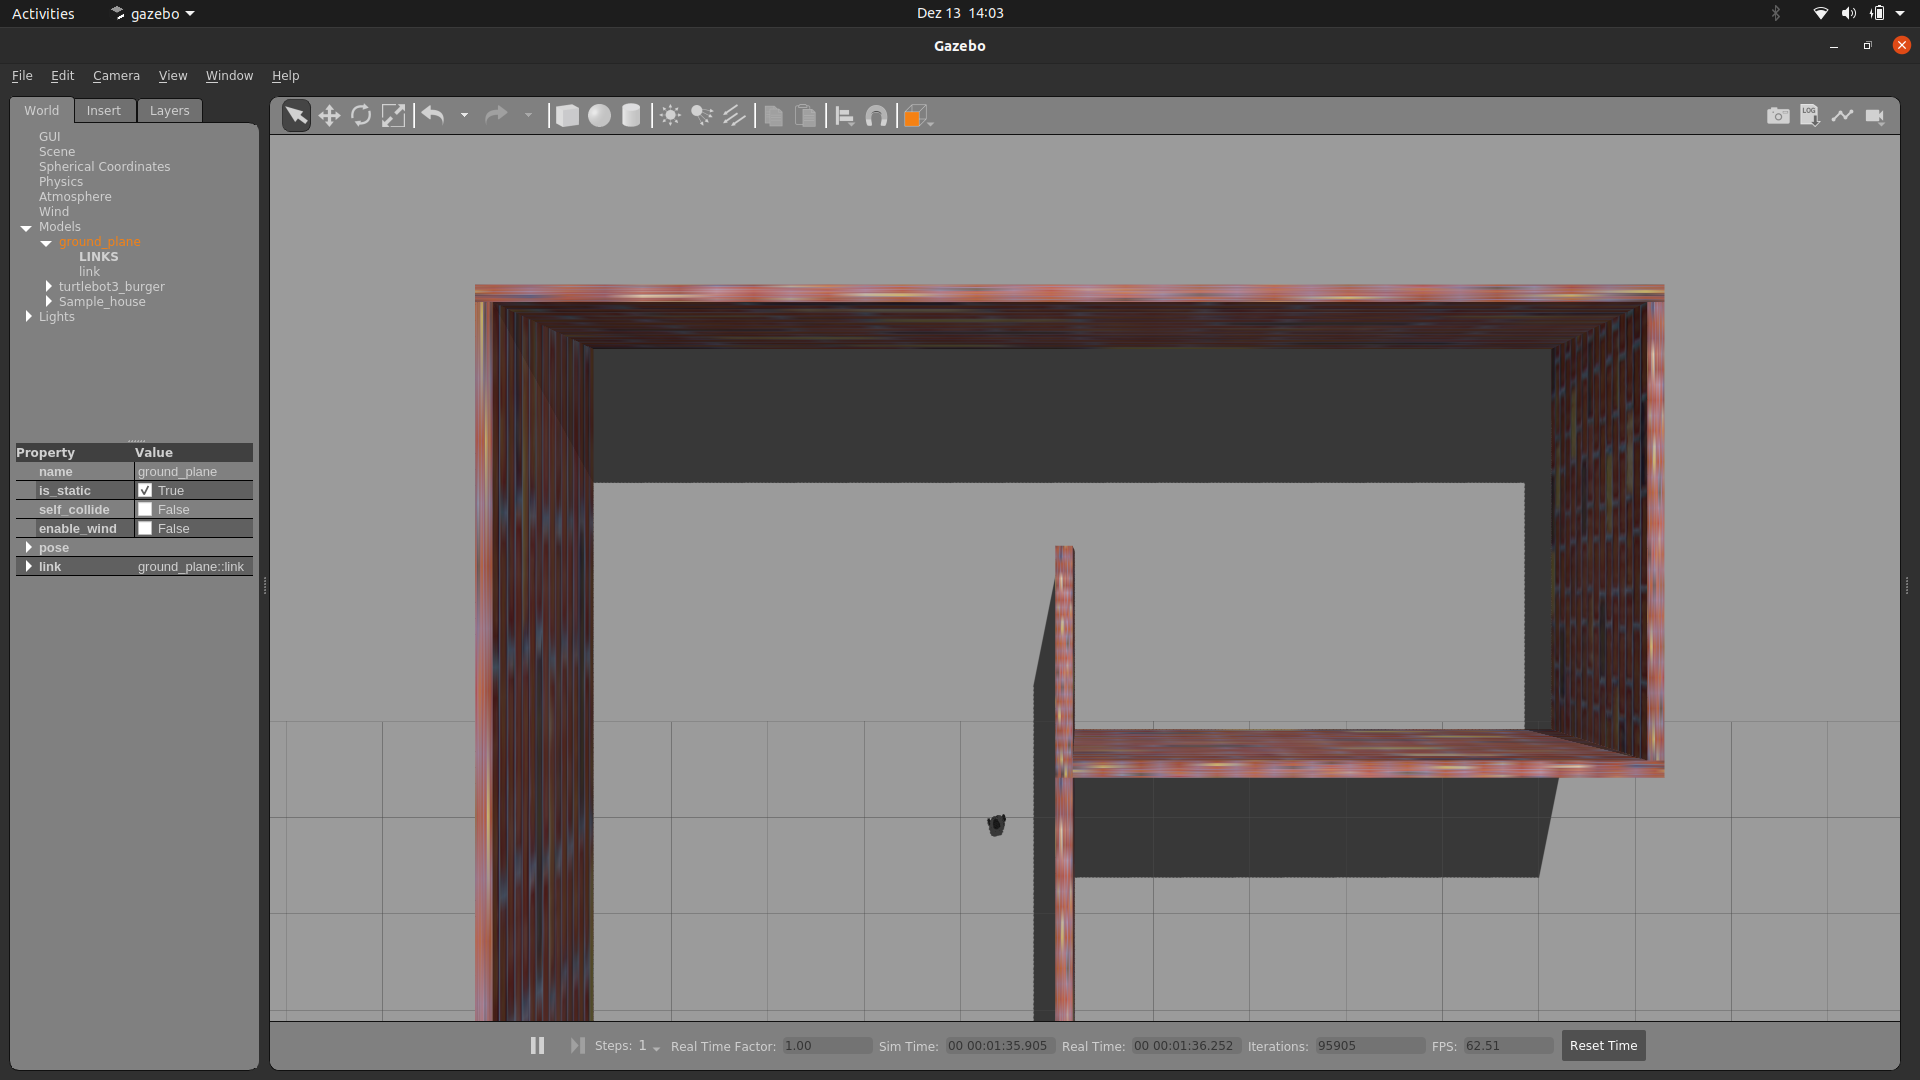 Activities gazebo Dez 13 14:03
Gazebo
File Edit Camera View Window Help
World Insert Layers
LOG
GUI
Scene
Spherical Coordinates
Physics
Atmosphere
Wind
Models
ground_plane
LINKS
link
turtlebot3_burger
Sample_house
Lights
Property Value
name ground_plane
is_static True
self_collide False
enable_wind False
pose
link ground_plane::link
Steps: 1 Real Time Factor: 1.00 Sim Time: 00 00:01:35.905 Real Time: 00 00:01:36.252 Iterations: 95905 FPS: 62.51 Reset Time